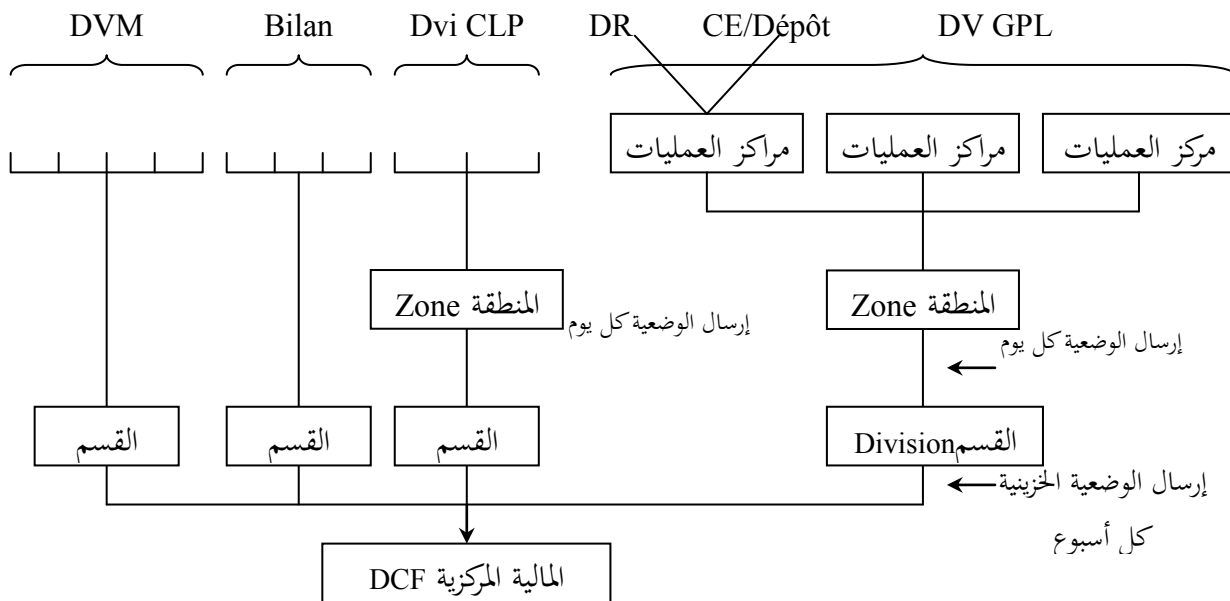 DVM
Bilan
Dvi CLP
DR
CE/Dépôt
DV GPL
مراكز العمليات
مراكز العمليات
مركز العمليات
المنطقة Zone
المنطقة Zone
إرسال الوضعية كل يوم
إرسال الوضعية كل يوم
القسم
القسم
القسم
القسم Division
إرسال الوضعية الخزينية
كل أسبوع
المالية المركزية DCF